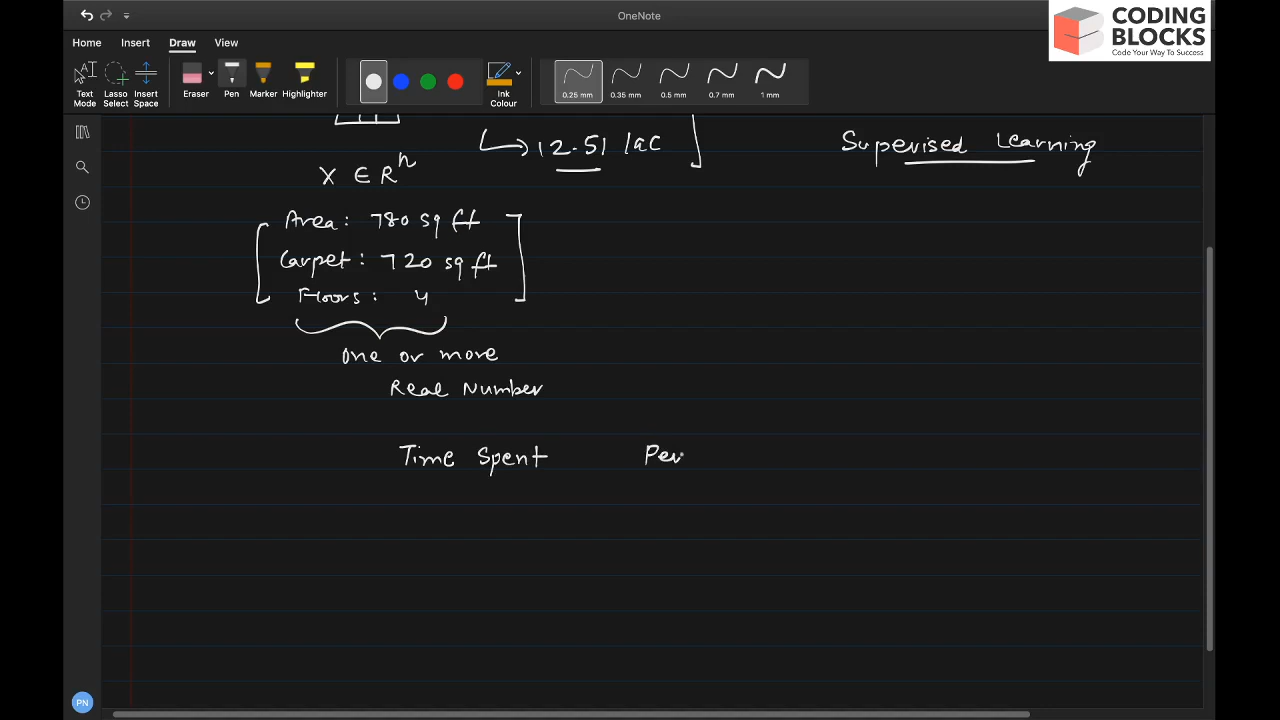 OneNote
CODING
BLOCKS
Code Your Way To Success
Home Insert Draw View
Text Mode
Lasso Select
Insert Space
Eraser
Pen
Marker
Highlighter
Ink Colour
0.25 mm
0.35 mm
0.5 mm
0.7 mm
1 mm
12.51 lac
Supervised Learning
X ∈ Rⁿ
Area: 780 sq ft
Carpet: 720 sq ft
Floors: 4
One or more
Real Number
Time Spent Per
PN